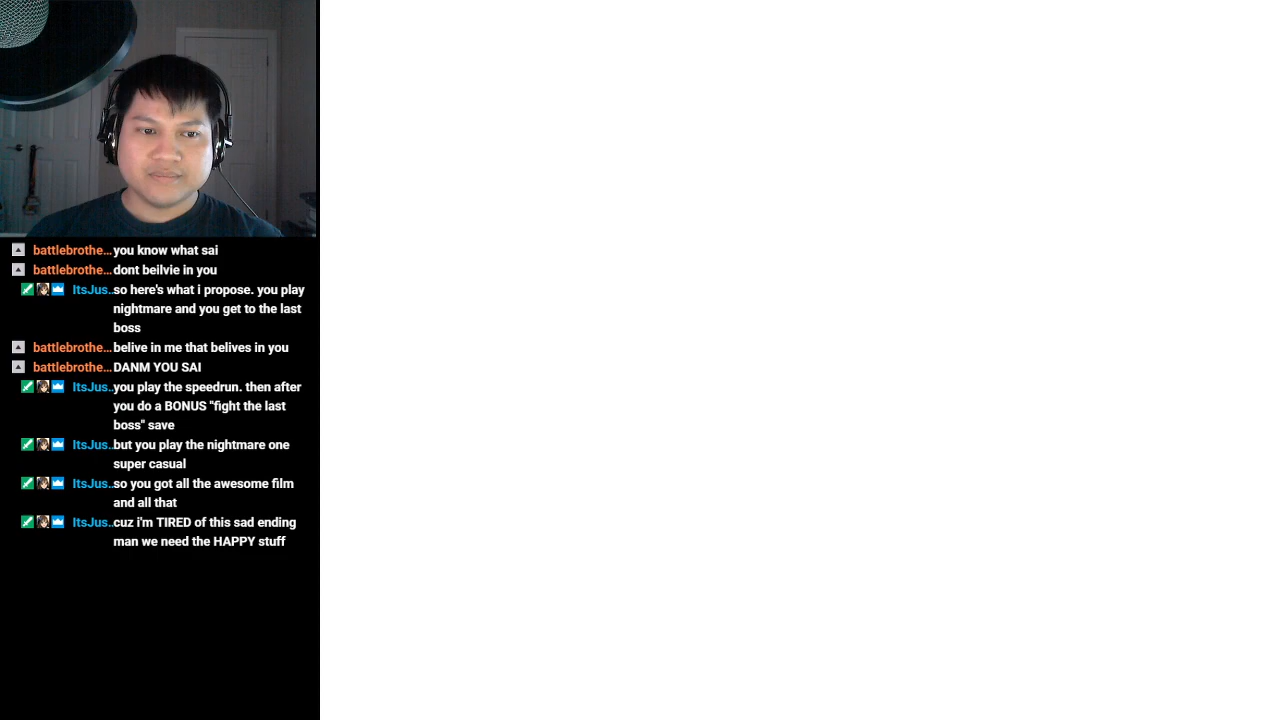 battlebrothe... you know what sai
battlebrothe... dont beilvie in you
ItsJus.. so here's what i propose. you play
nightmare and you get to the last
boss
battlebrothe... belive in me that belives in you
battlebrothe... DANM YOU SAI
ItsJus.. you play the speedrun. then after
you do a BONUS "fight the last
boss" save
ItsJus.. but you play the nightmare one
super casual
ItsJus.. so you got all the awesome film
and all that
ItsJus.. cuz i'm TIRED of this sad ending
man we need the HAPPY stuff